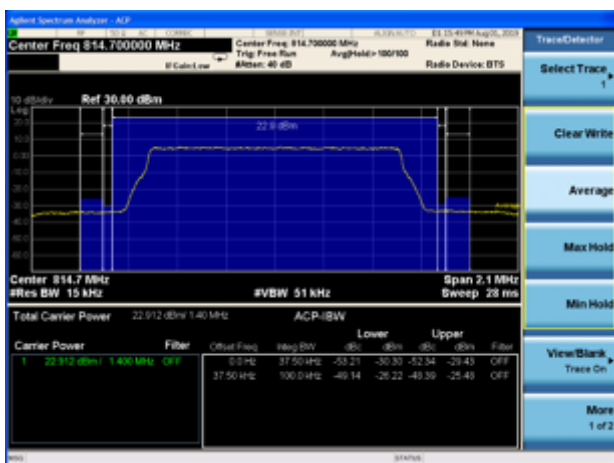 Agilent Spectrum Analyzer - ACP
Center Freq 814.700000 MHz
Center Freq: 814.700000 MHz
Radio Std: None
Trig: Free Run
Avg|Hold:> 100/100
IFGain:Low
#Atten: 40 dB
Radio Device: BTS
10 dB/div Ref 30.00 dBm
Log
22.9 dBm
Center 814.7 MHz
Span 2.1 MHz
#Res BW 15 kHz
#VBW 51 kHz
Sweep 28 ms
Total Carrier Power 22.912 dBm/ 1.40 MHz
ACP-IBW
Lower Upper
Carrier Power Filter Offset Freq Integ BW dBc dBm dBc dBm Filter
1 22.912 dBm / 1.400 MHz OFF 0.0 Hz 37.50 kHz -53.21 -30.30 -52.34 -29.43 OFF
37.50 kHz 100.0 kHz -49.14 -26.22 -48.39 -25.48 OFF
MSG
STATUS
Trace/Detector
Select Trace
1
Clear Write
Average
Max Hold
Min Hold
View/Blank
Trace On
More
1 of 2